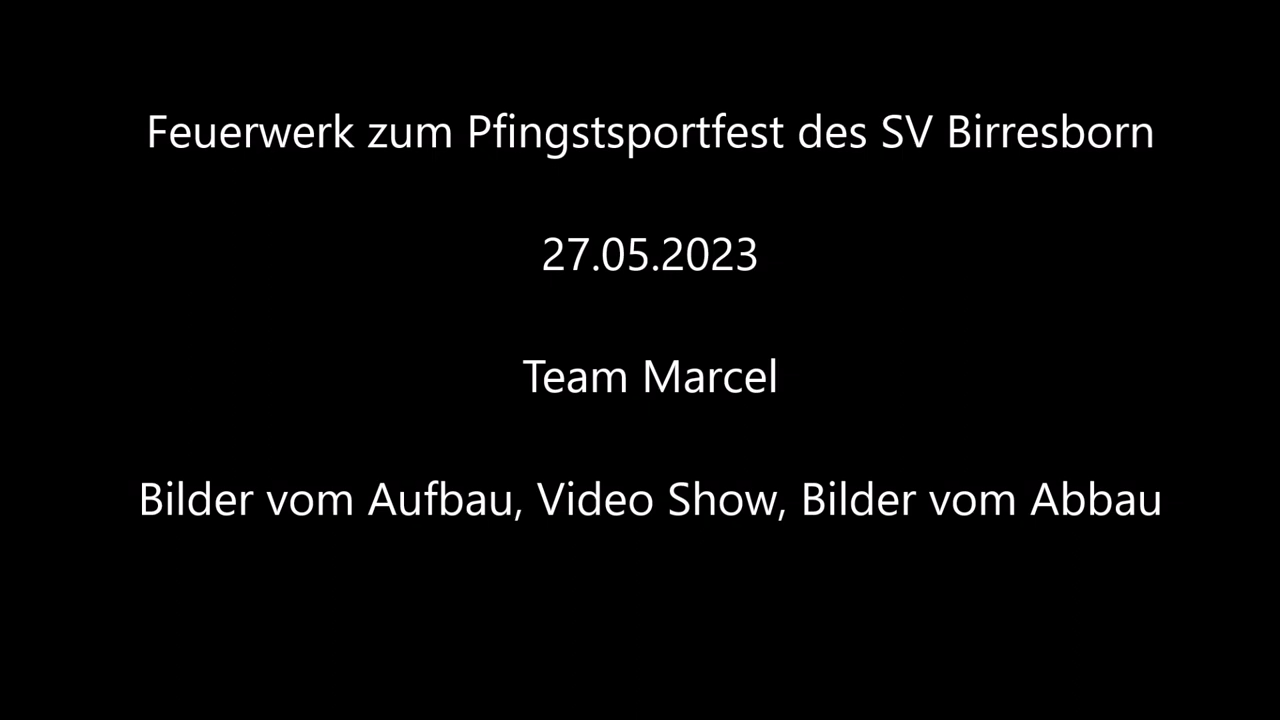 Feuerwerk zum Pfingstsportfest des SV Birresborn
27.05.2023
Team Marcel
Bilder vom Aufbau, Video Show, Bilder vom Abbau